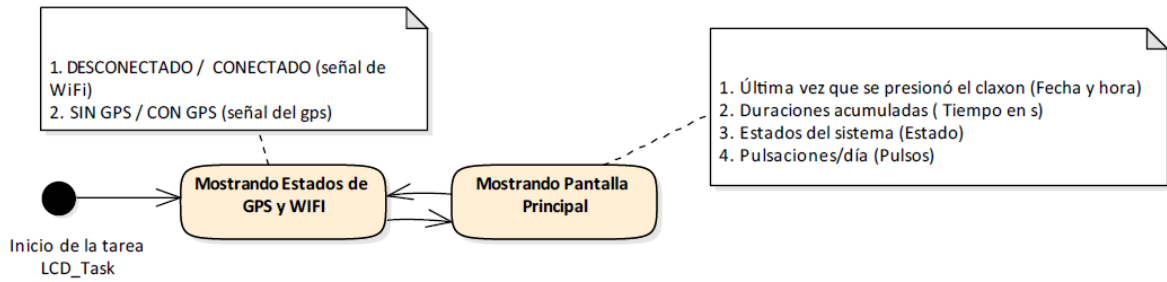 1. DESCONECTADO / CONECTADO (señal de
WiFi)
2. SIN GPS / CON GPS (señal del gps)
1. Última vez que se presionó el claxon (Fecha y hora)
2. Duraciones acumuladas ( Tiempo en s)
3. Estados del sistema (Estado)
4. Pulsaciones/día (Pulsos)
Mostrando Estados de
GPS y WIFI
Mostrando Pantalla
Principal
Inicio de la tarea
LCD_Task